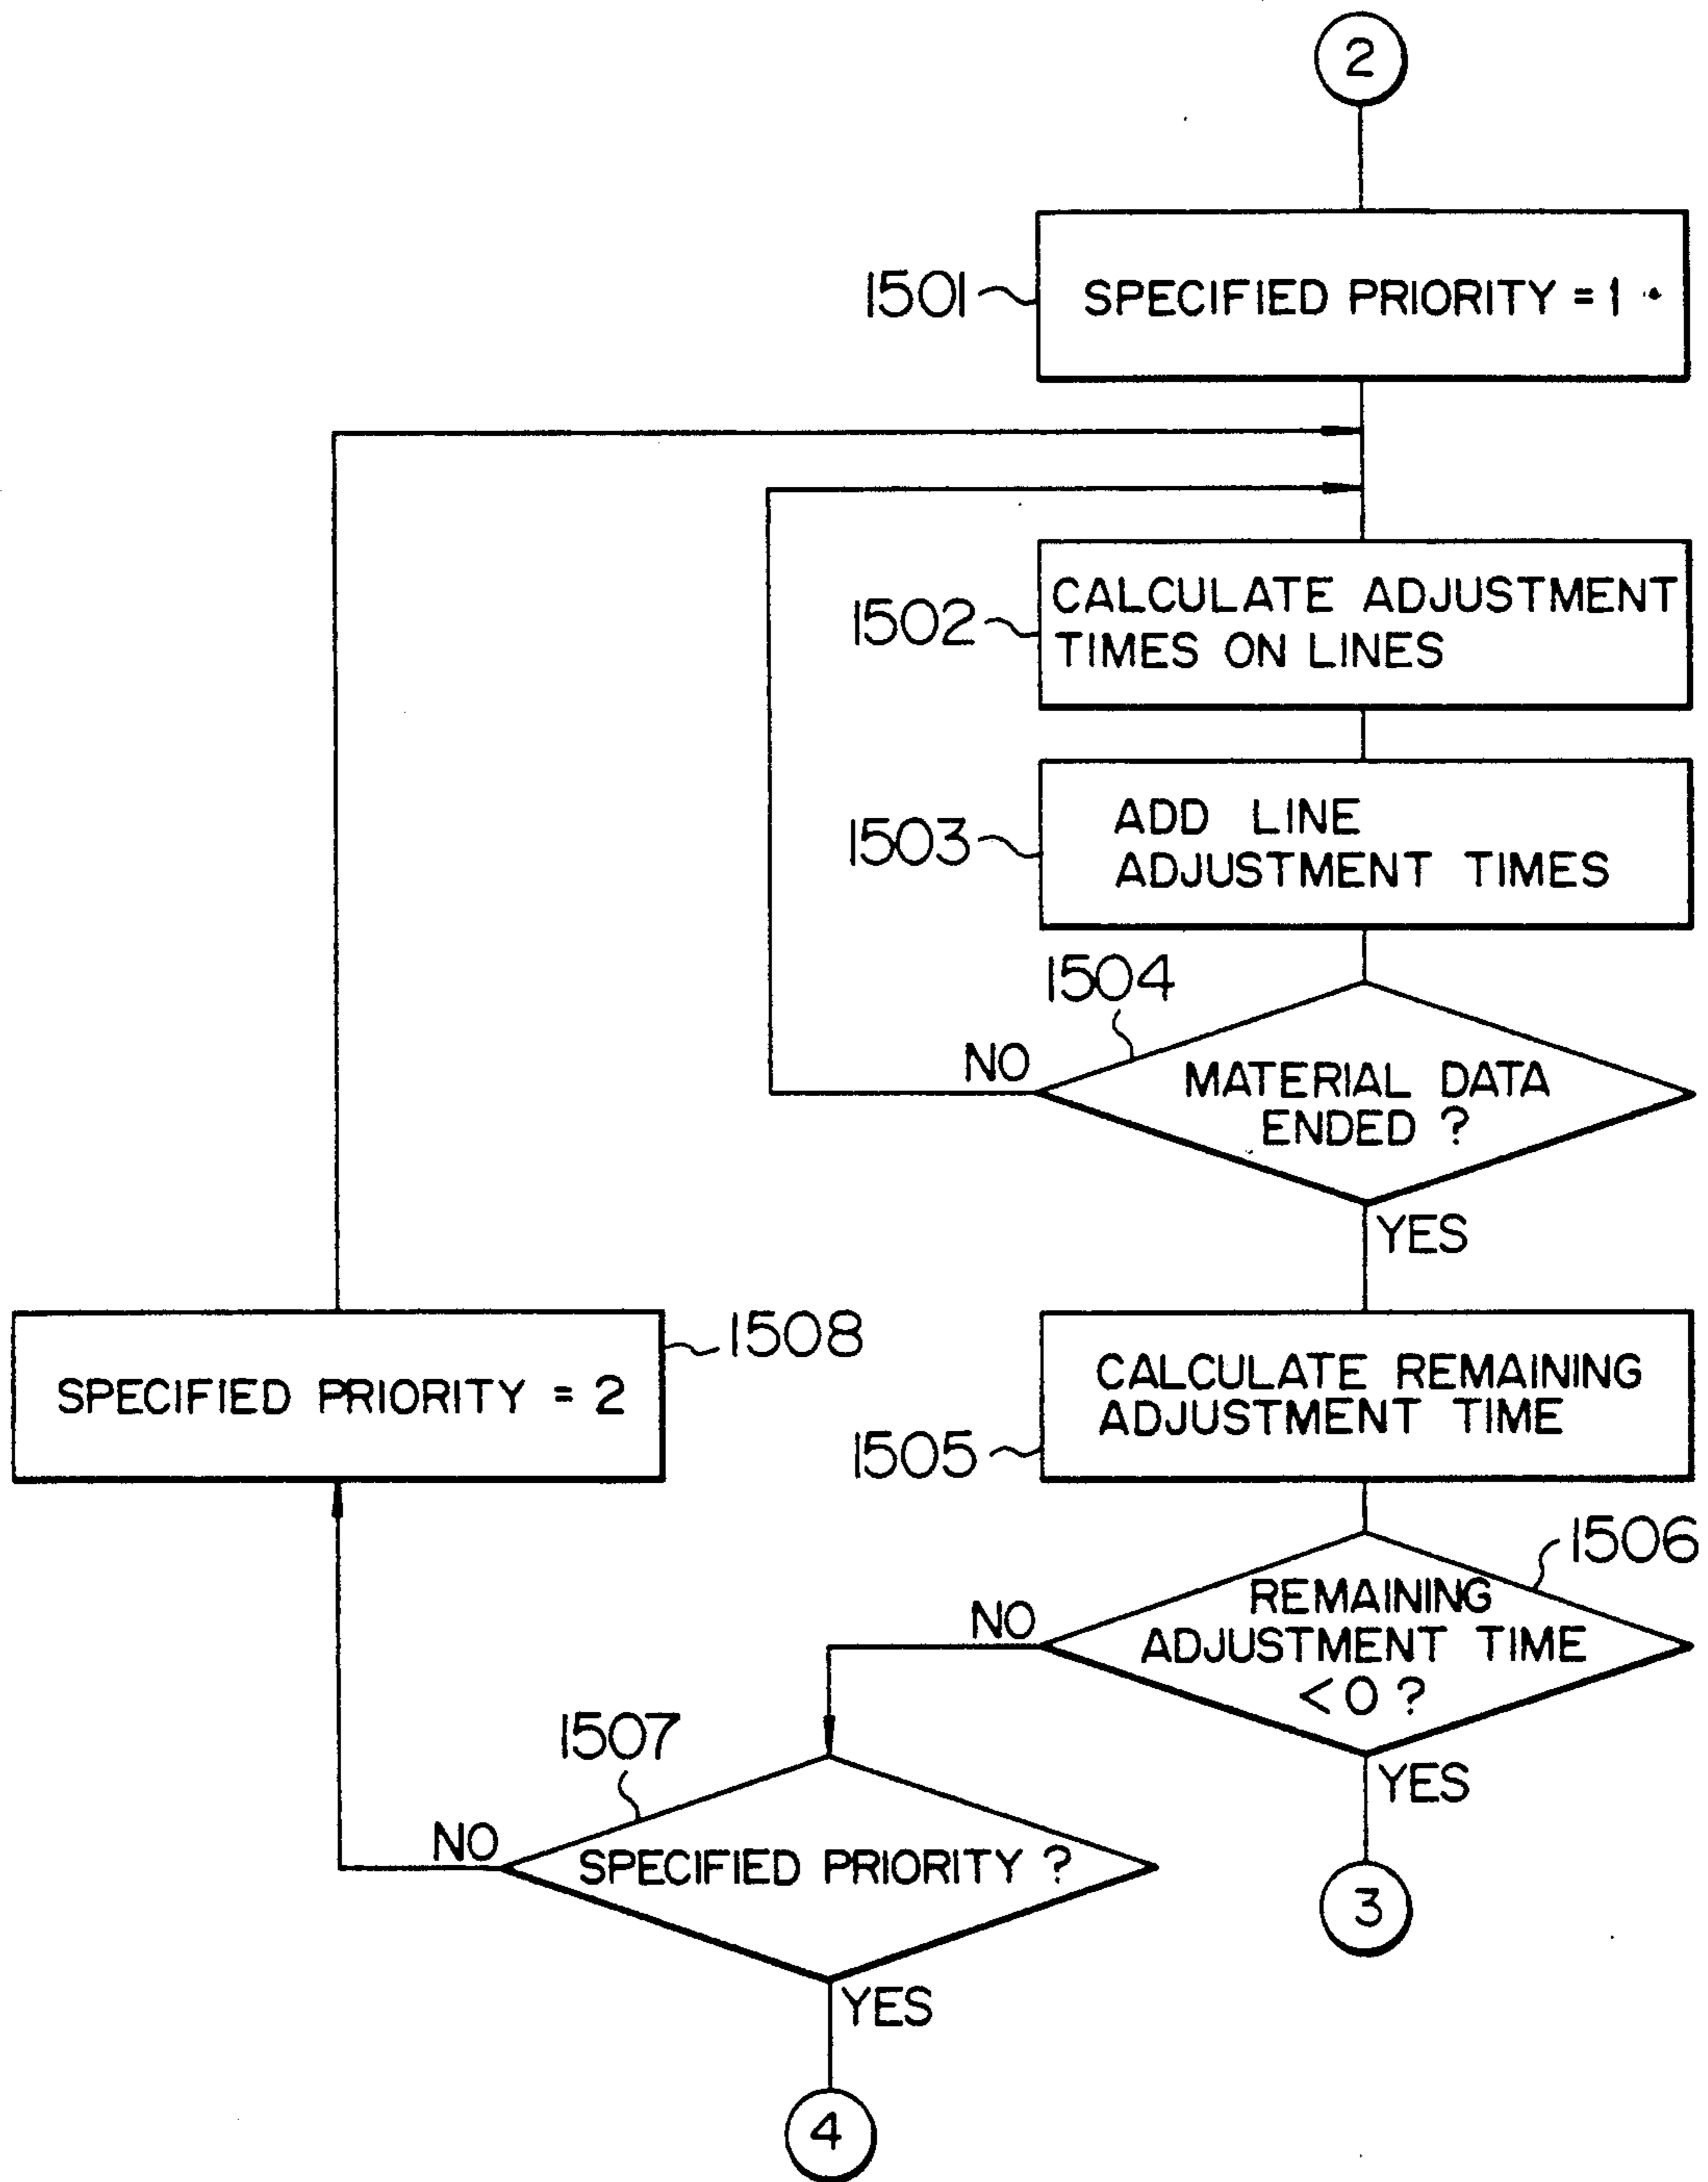 2
1501
SPECIFIED PRIORITY = 1
1502
CALCULATE ADJUSTMENT
TIMES ON LINES
1503
ADD LINE
ADJUSTMENT TIMES
1504
NO
MATERIAL DATA
ENDED ?
YES
1508
SPECIFIED PRIORITY = 2
CALCULATE REMAINING
ADJUSTMENT TIME
1505
1506
NO
REMAINING
ADJUSTMENT TIME
< 0 ?
YES
1507
NO
SPECIFIED PRIORITY ?
3
YES
4